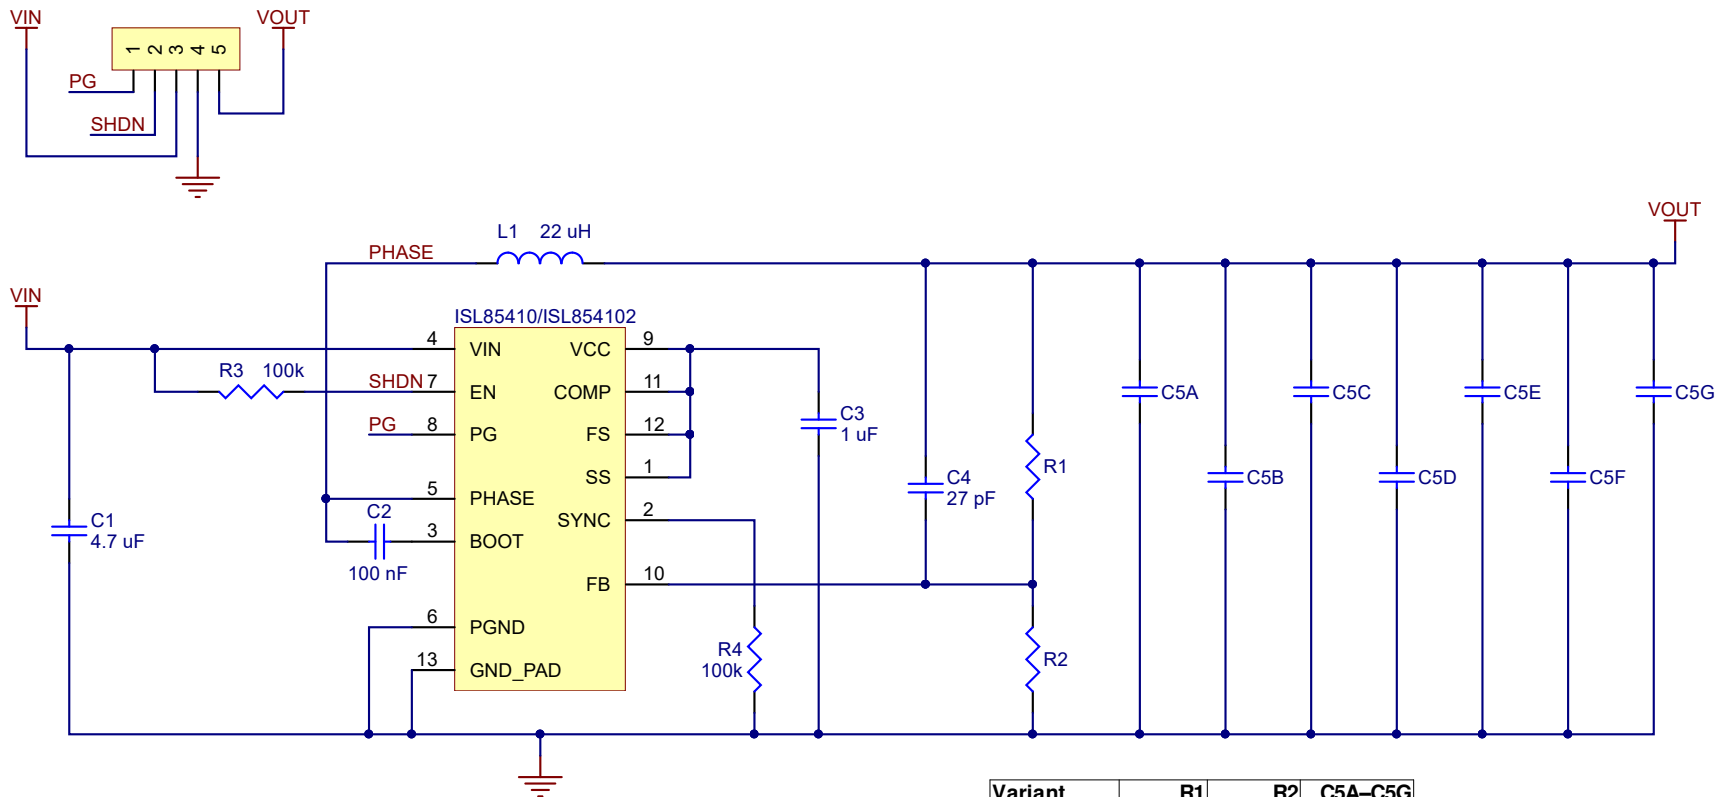 VIN
VOUT
1 2 3 4 5
PG
SHDN
VOUT
L1 22 uH
PHASE
VIN
ISL85410/ISL854102
4 VIN
VCC 9
R3 100k
SHDN 7 EN
COMP 11
PG 8 PG
FS 12
SS 1
5 PHASE
SYNC 2
C2
100 nF
3 BOOT
FB 10
6 PGND
13 GND_PAD
C1
4.7 uF
C3
1 uF
C4
27 pF
R1
R2
R4
100k
C5A
C5B
C5C
C5D
C5E
C5F
C5G
Variant R1 R2 C5A–C5G